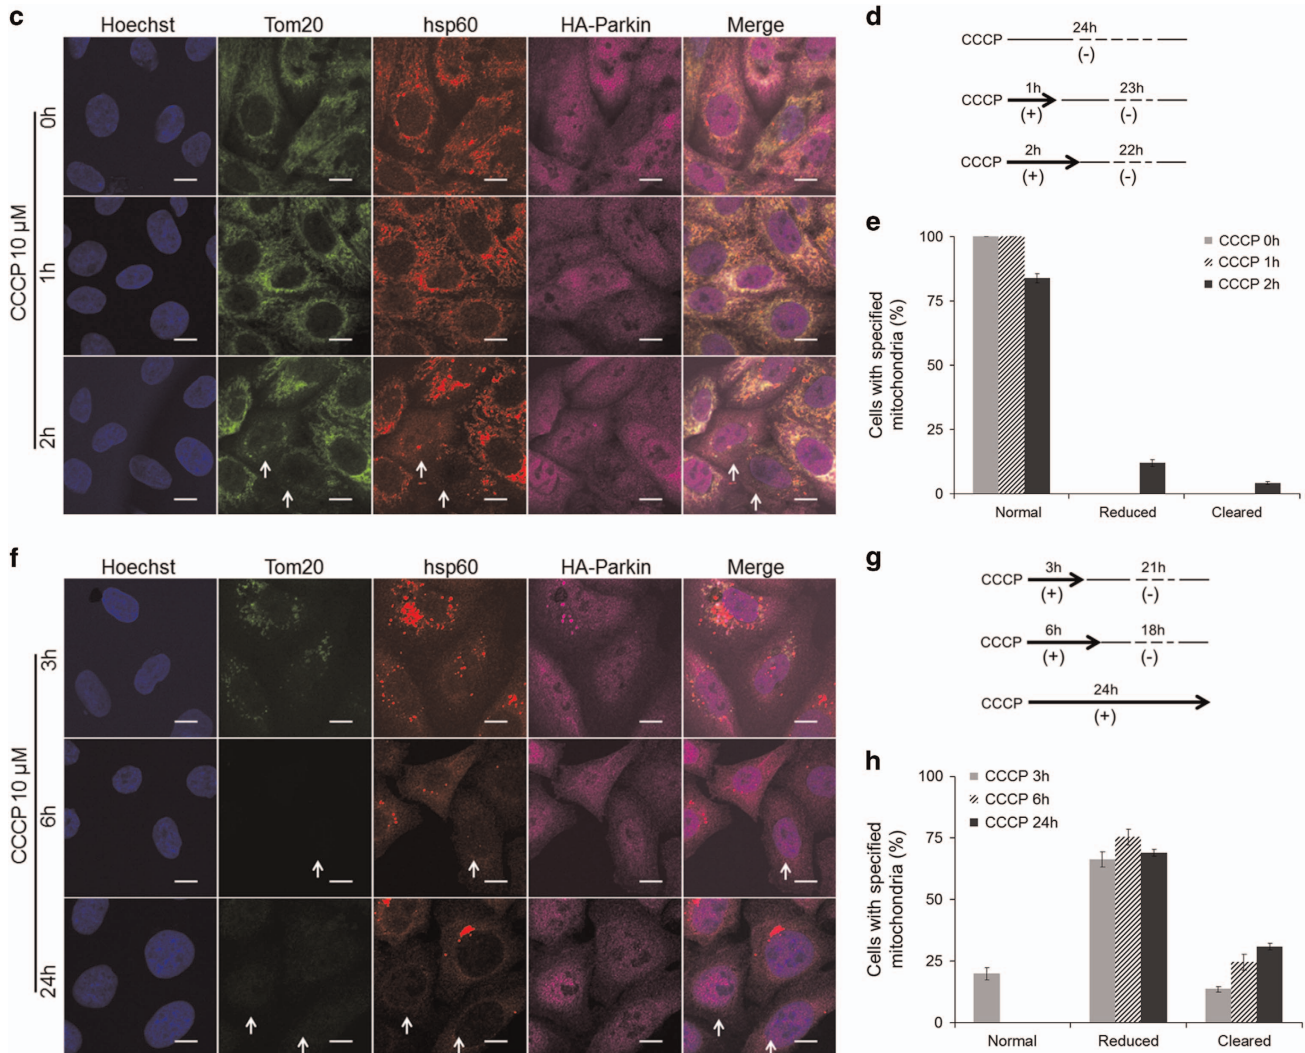 c
Hoechst Tom20 hsp60 HA-Parkin Merge
CCCP 10 µM
0h
1h
2h
d
CCCP 24h (-)
CCCP 1h (+) 23h (-)
CCCP 2h (+) 22h (-)
e
Cells with specified mitochondria (%)
100
75
50
25
0
CCCP 0h
CCCP 1h
CCCP 2h
Normal Reduced Cleared
f
Hoechst Tom20 hsp60 HA-Parkin Merge
CCCP 10 µM
3h
6h
24h
g
CCCP 3h (+) 21h (-)
CCCP 6h (+) 18h (-)
CCCP 24h (+)
h
Cells with specified mitochondria (%)
100
75
50
25
0
CCCP 3h
CCCP 6h
CCCP 24h
Normal Reduced Cleared